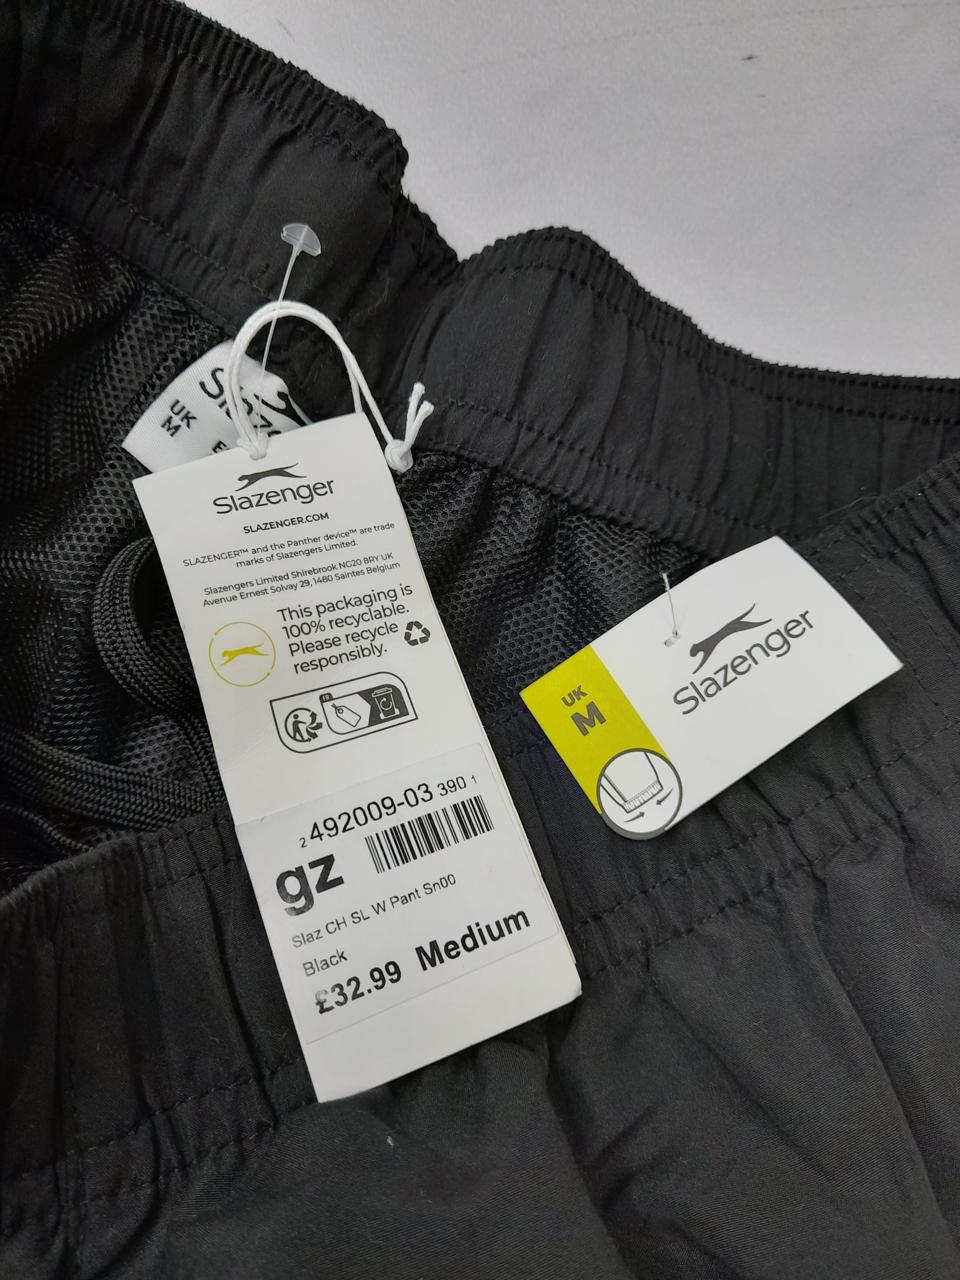 UK
M
Slazenger
SLAZENGER.COM
SLAZENGER™ and the Panther device™ are trade
marks of Slazengers Limited.
Slazengers Limited Shirebrook NG20 8RY UK
Avenue Ernest Solvay 29, 1480 Saintes Belgium
This packaging is
100% recyclable.
Please recycle
responsibly.
FR
2 492009-03 390 1
gz
Slaz CH SL W Pant Sn00
Black
£32.99 Medium
UK
M
Slazenger